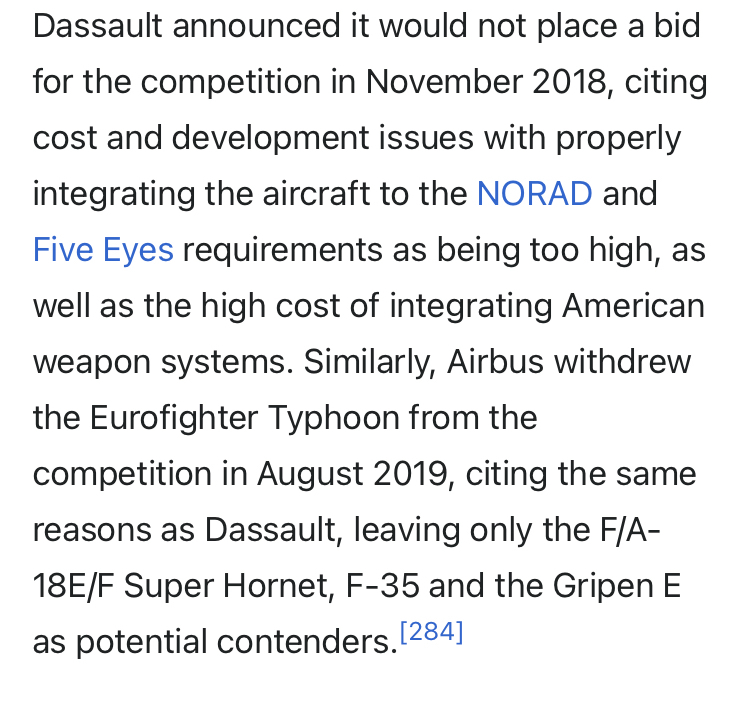 Dassault announced it would not place a bid
for the competition in November 2018, citing
cost and development issues with properly
integrating the aircraft to the NORAD and
Five Eyes requirements as being too high, as
well as the high cost of integrating American
weapon systems. Similarly, Airbus withdrew
the Eurofighter Typhoon from the
competition in August 2019, citing the same
reasons as Dassault, leaving only the F/A-
18E/F Super Hornet, F-35 and the Gripen E
as potential contenders.[284]